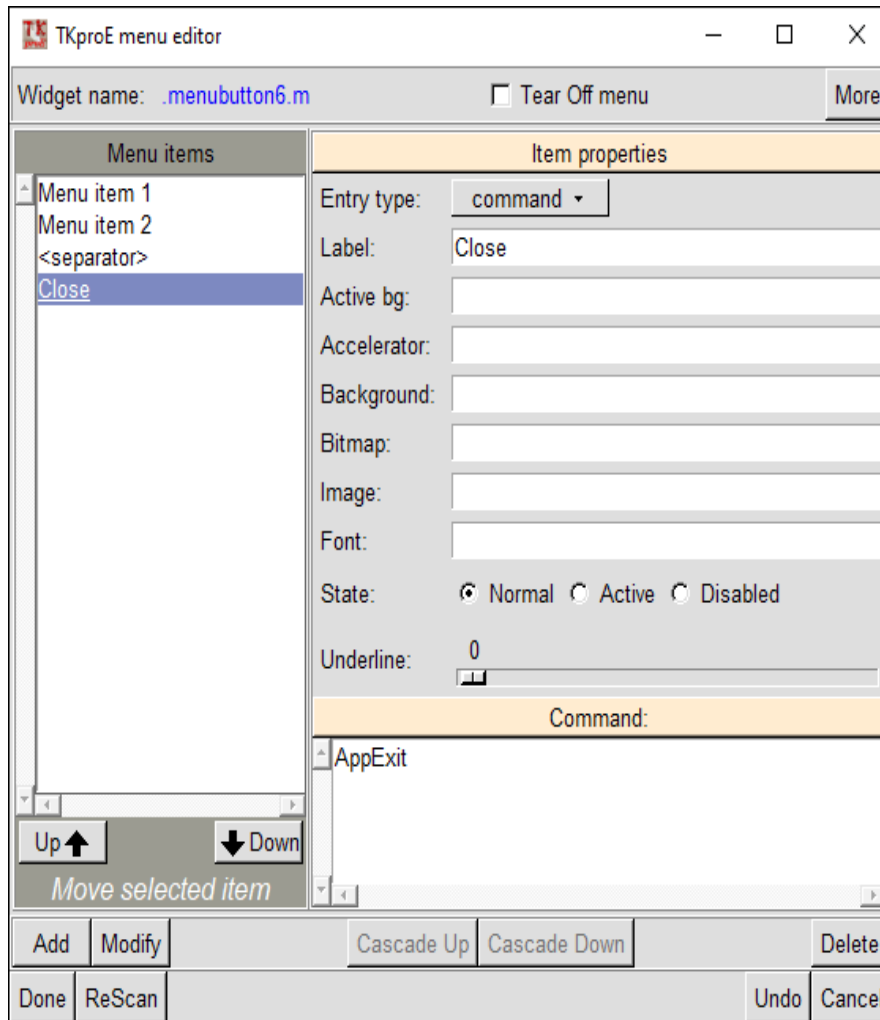 TKproE menu editor
Widget name: .menubutton6.m Tear Off menu More
Menu items
Menu item 1
Menu item 2
<separator>
Close
Up Down
Move selected item
Item properties
Entry type: command
Label: Close
Active bg:
Accelerator:
Background:
Bitmap:
Image:
Font:
State: Normal Active Disabled
Underline: 0
Command:
AppExit
Add Modify Cascade Up Cascade Down Delete
Done ReScan Undo Cancel